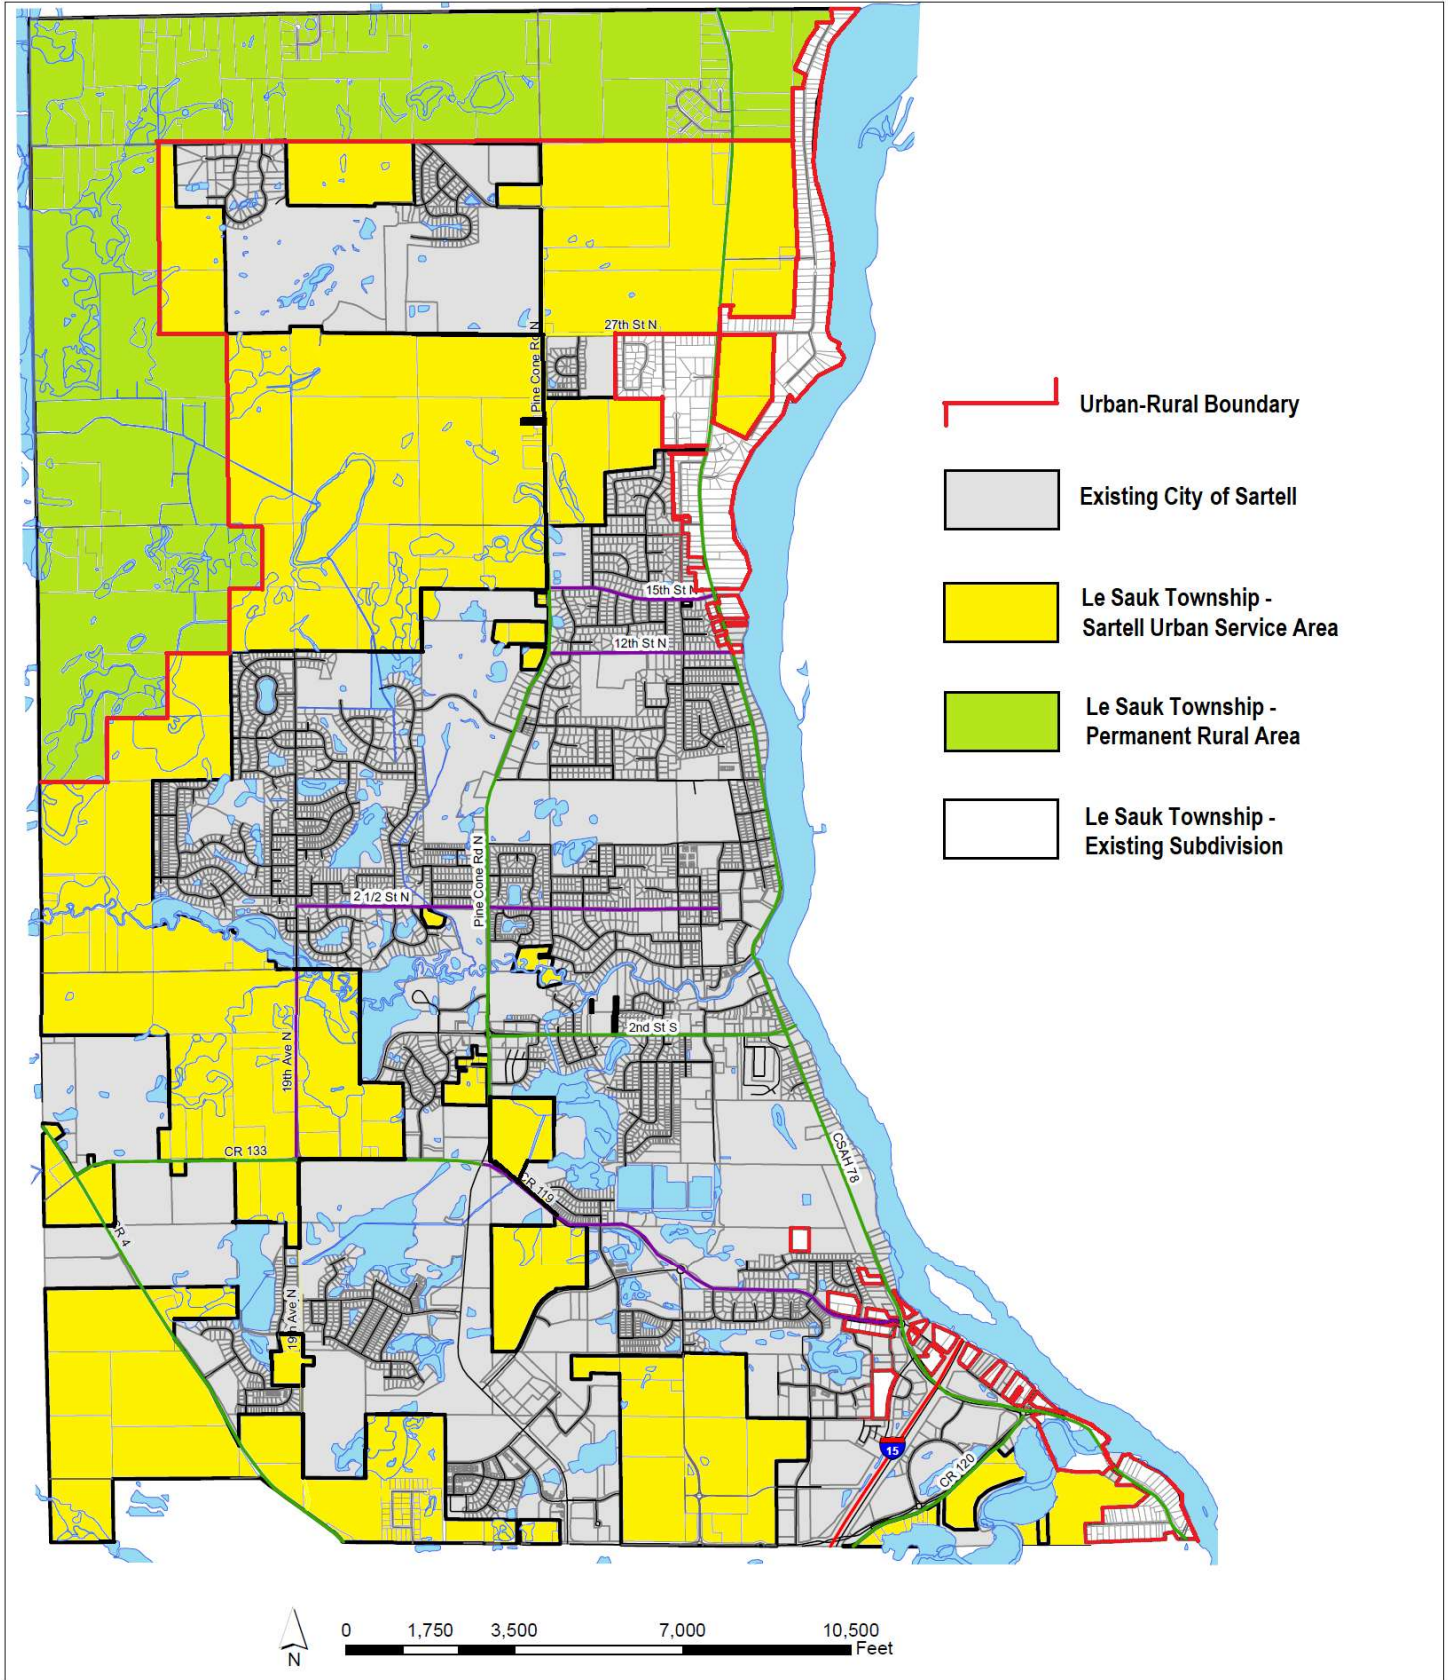 27th St N
Pine Cone Rd N
Urban-Rural Boundary
Existing City of Sartell
15th St N
Le Sauk Township -
Sartell Urban Service Area
12th St N
Le Sauk Township -
Permanent Rural Area
Le Sauk Township -
Existing Subdivision
Pine Cone Rd N
2 1/2 St N
2nd St S
19th Ave N
CR 133
CSAH 78
CR 119
CR 4
19th Ave N
15
CR 120
N
0 1,750 3,500 7,000 10,500
Feet